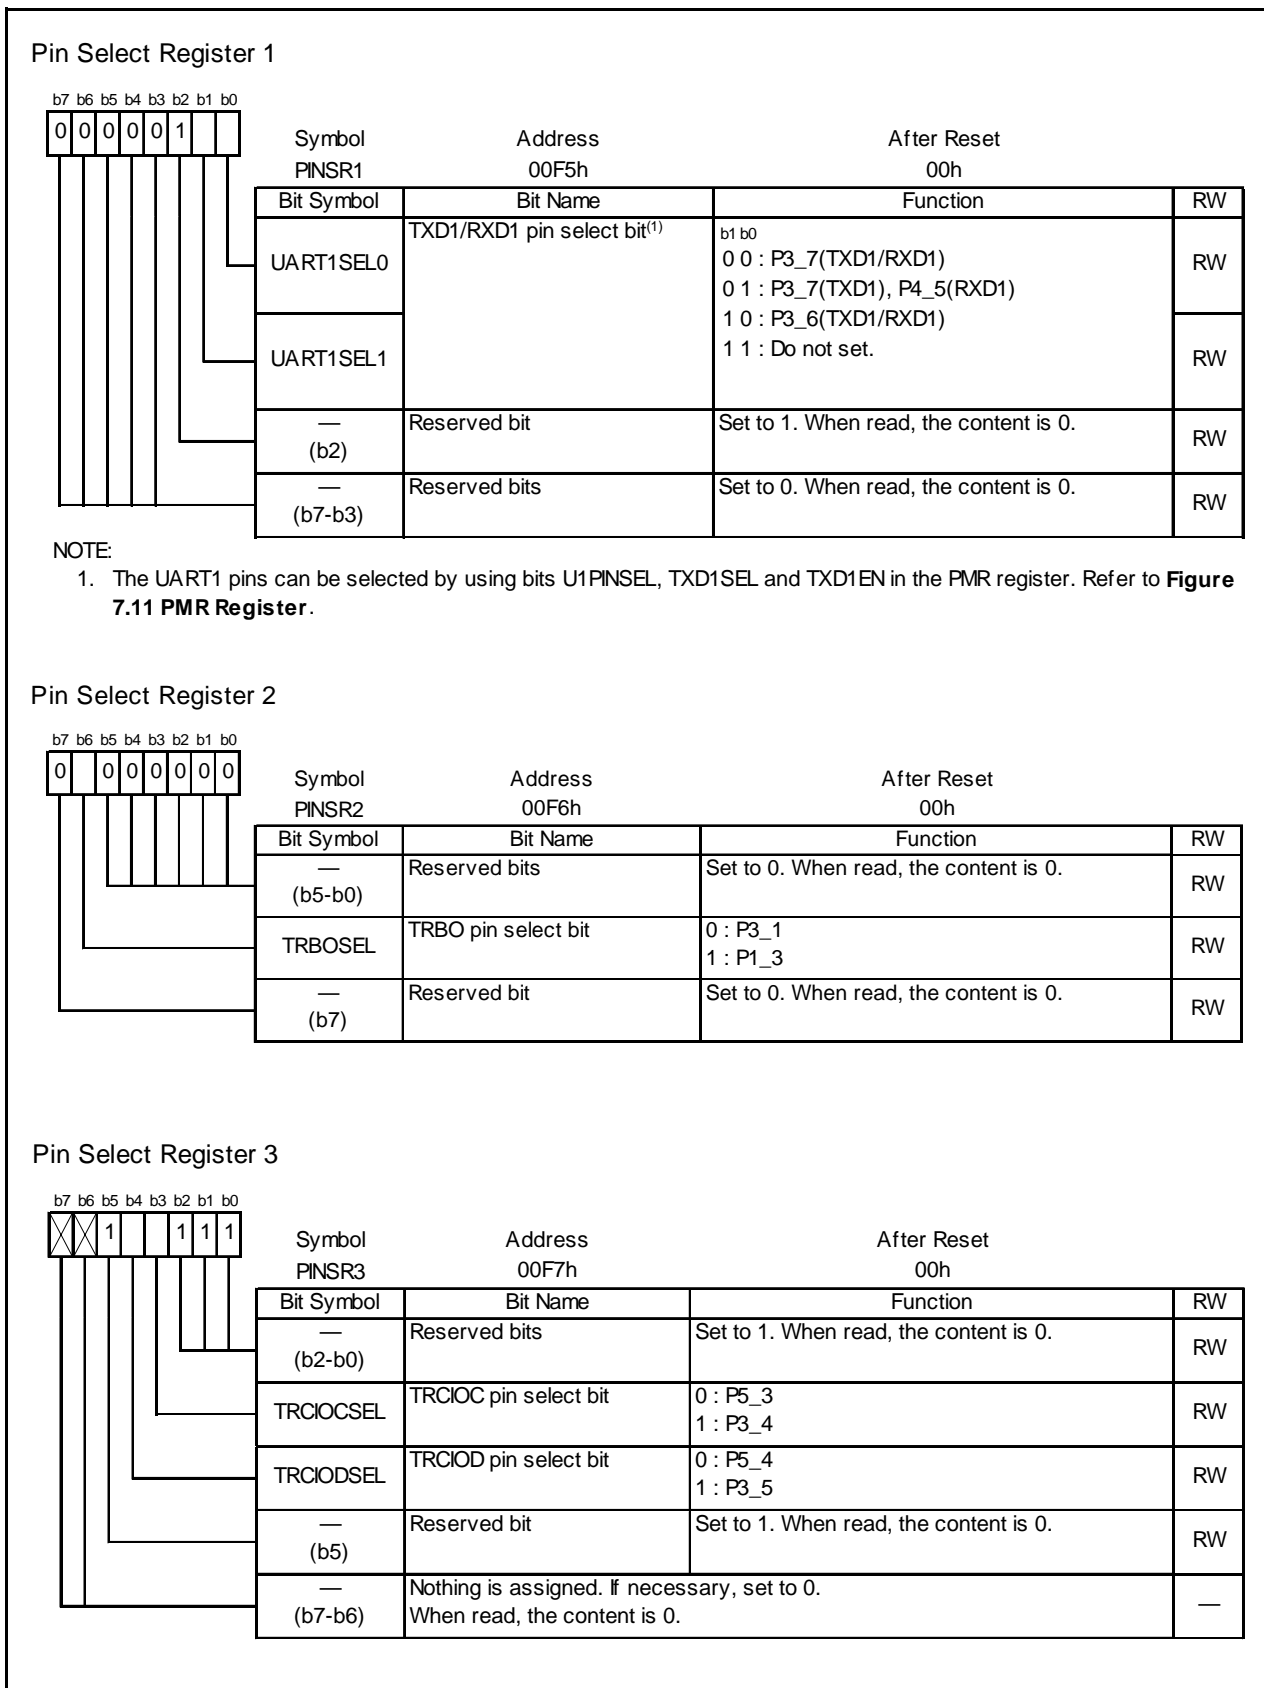 Pin Select Register 1
b7 b6 b5 b4 b3 b2 b1 b0
0 0 0 0 0 1
Symbol Address After Reset
PINSR1 00F5h 00h
Bit Symbol Bit Name Function RW
UART1SEL0 TXD1/RXD1 pin select bit(1) b1 b0
0 0 : P3_7(TXD1/RXD1) RW
0 1 : P3_7(TXD1), P4_5(RXD1)
1 0 : P3_6(TXD1/RXD1)
UART1SEL1 1 1 : Do not set. RW
— Reserved bit Set to 1. When read, the content is 0. RW
(b2)
— Reserved bits Set to 0. When read, the content is 0. RW
(b7-b3)
NOTE:
1. The UART1 pins can be selected by using bits U1PINSEL, TXD1SEL and TXD1EN in the PMR register. Refer to Figure
7.11 PMR Register.
Pin Select Register 2
b7 b6 b5 b4 b3 b2 b1 b0
0 0 0 0 0 0 0
Symbol Address After Reset
PINSR2 00F6h 00h
Bit Symbol Bit Name Function RW
— Reserved bits Set to 0. When read, the content is 0. RW
(b5-b0)
TRBOSEL TRBO pin select bit 0 : P3_1 RW
1 : P1_3
— Reserved bit Set to 0. When read, the content is 0. RW
(b7)
Pin Select Register 3
b7 b6 b5 b4 b3 b2 b1 b0
1 1 1 1
Symbol Address After Reset
PINSR3 00F7h 00h
Bit Symbol Bit Name Function RW
— Reserved bits Set to 1. When read, the content is 0. RW
(b2-b0)
TRCIOCSEL TRCIOC pin select bit 0 : P5_3 RW
1 : P3_4
TRCIODSEL TRCIOD pin select bit 0 : P5_4 RW
1 : P3_5
— Reserved bit Set to 1. When read, the content is 0. RW
(b5)
— Nothing is assigned. If necessary, set to 0. —
(b7-b6) When read, the content is 0.